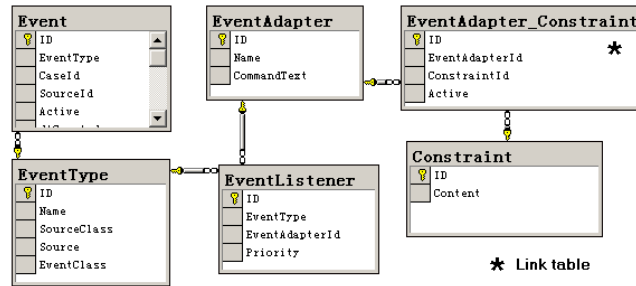 Event
ID
EventType
CaseId
SourceId
Active
EventAdapter
ID
Name
CommandText
EventAdapter_Constraint
ID
EventAdapterId
ConstraintId
Active
*
EventType
ID
Name
SourceClass
Source
EventClass
EventListener
ID
EventType
EventAdapterId
Priority
Constraint
ID
Content
* Link table